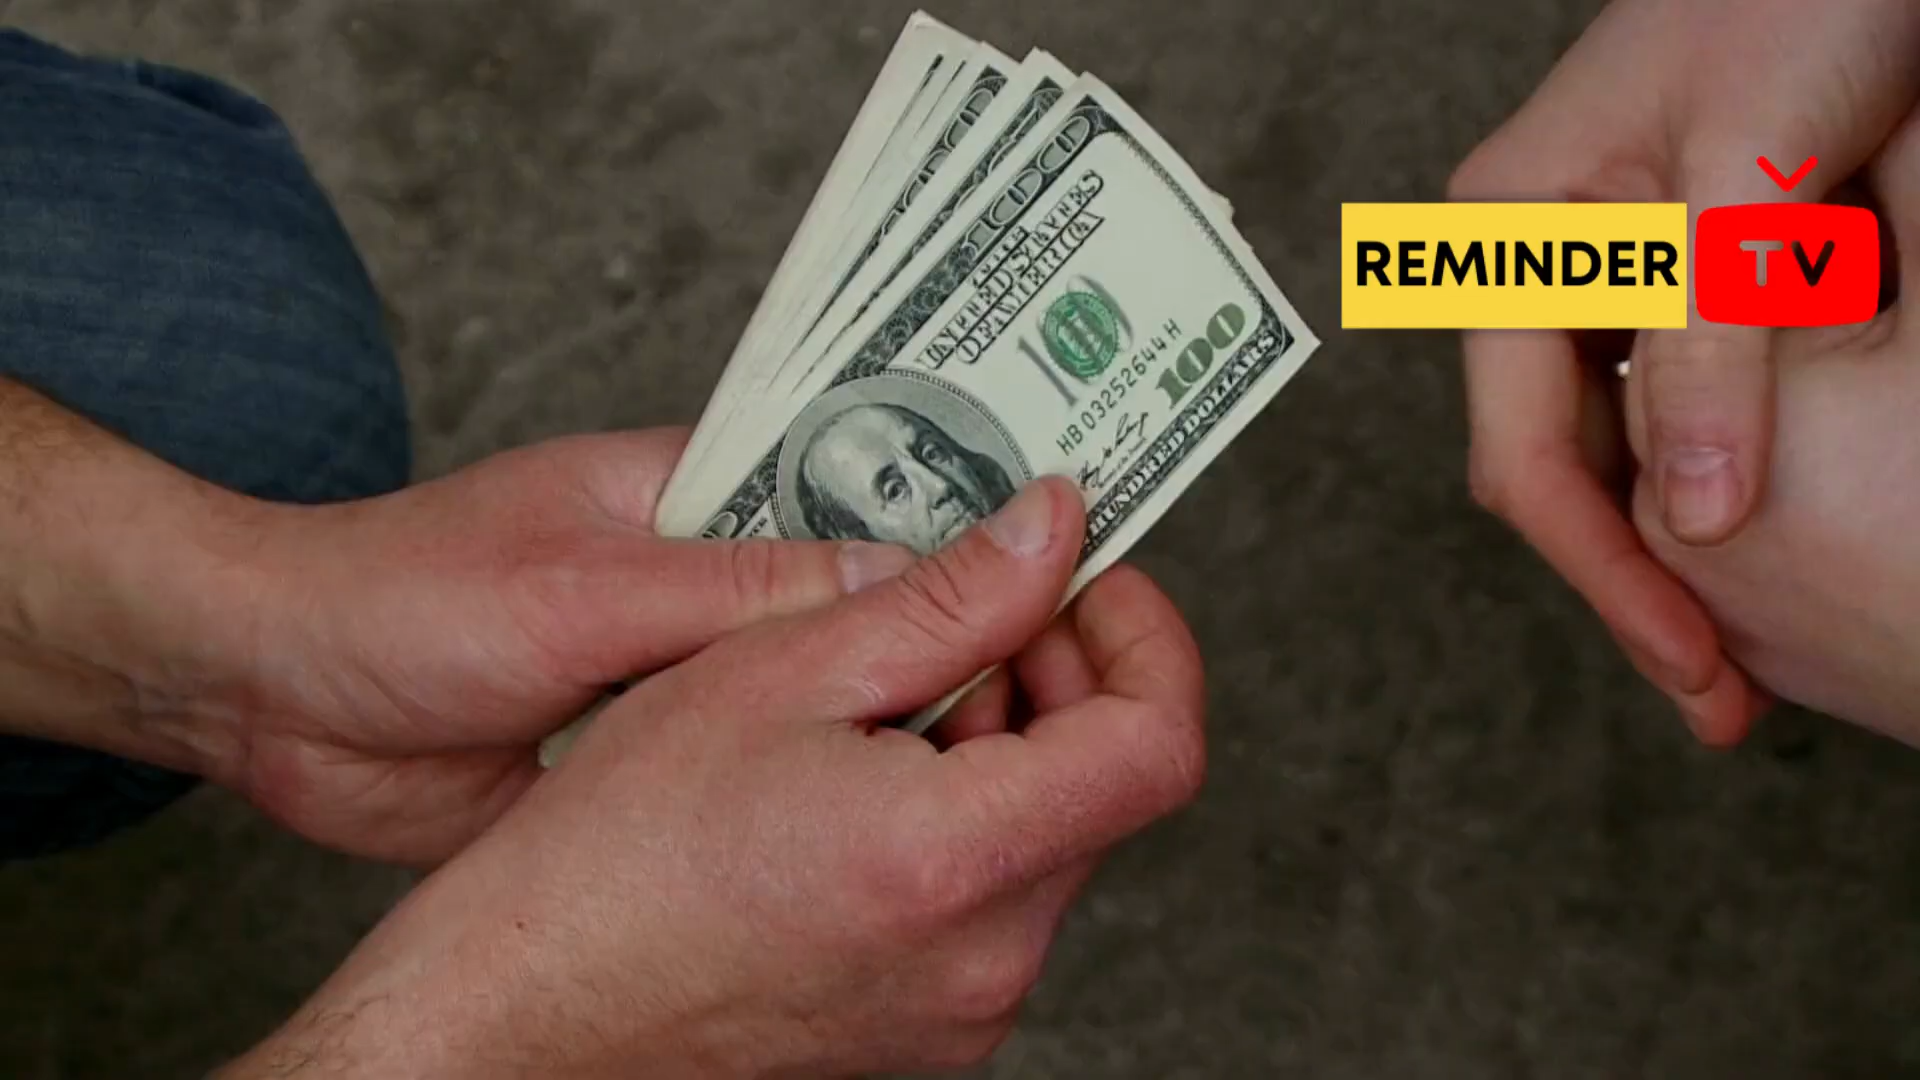 THE
UNITED STATES
OF AMERICA
100
HB 03252644 H
100
HUNDRED DOLLARS
REMINDER TV